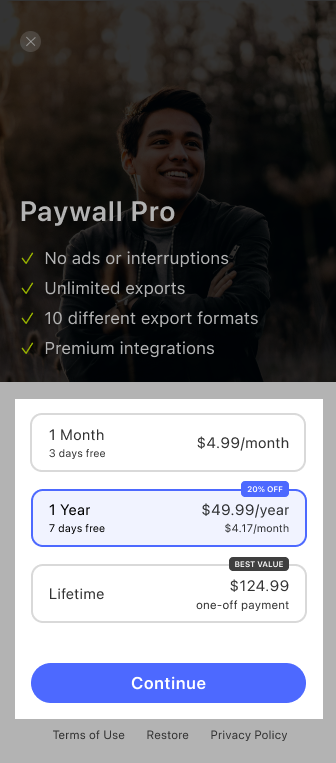 Paywall Pro
No ads or interruptions
Unlimited exports
10 different export formats
Premium integrations
1 Month
3 days free
$4.99/month
20% OFF
1 Year
7 days free
$49.99/year
$4.17/month
BEST VALUE
Lifetime
$124.99
one-off payment
Continue
Terms of Use Restore Privacy Policy